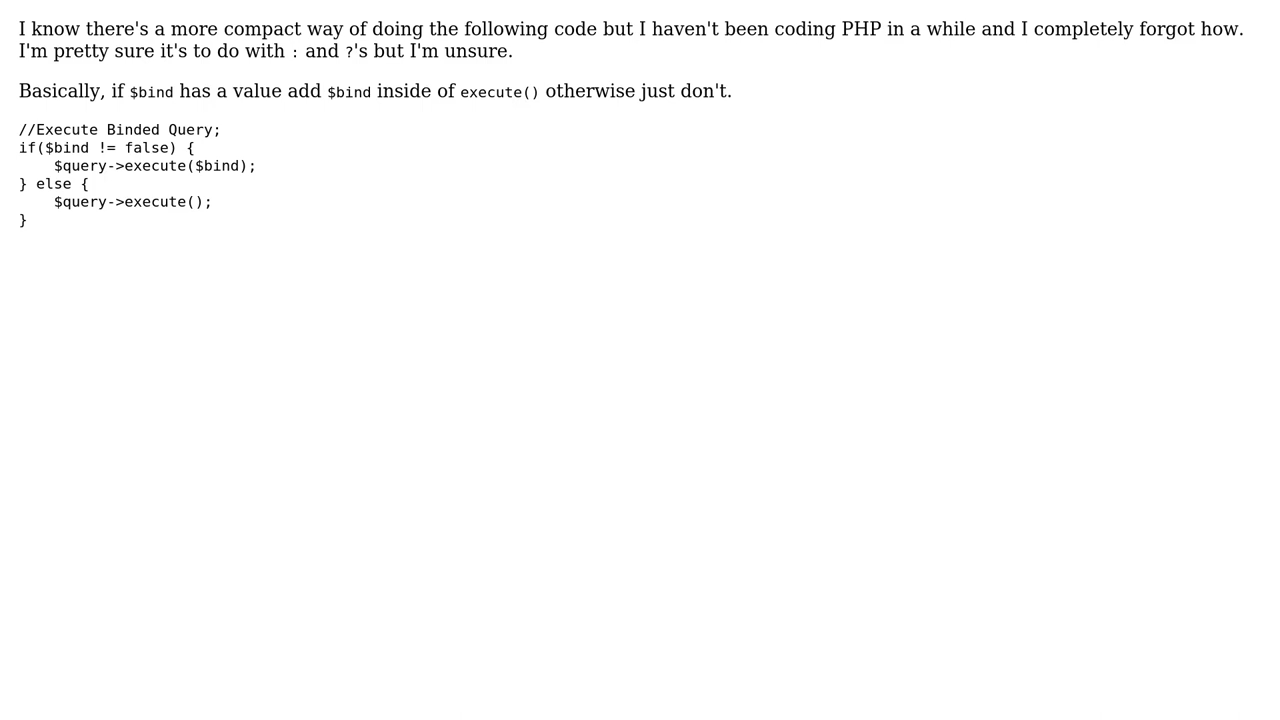 I know there's a more compact way of doing the following code but I haven't been coding PHP in a while and I completely forgot how.
I'm pretty sure it's to do with : and ?'s but I'm unsure.
Basically, if $bind has a value add $bind inside of execute() otherwise just don't.
//Execute Binded Query;
if($bind != false) {
    $query->execute($bind);
} else {
    $query->execute();
}